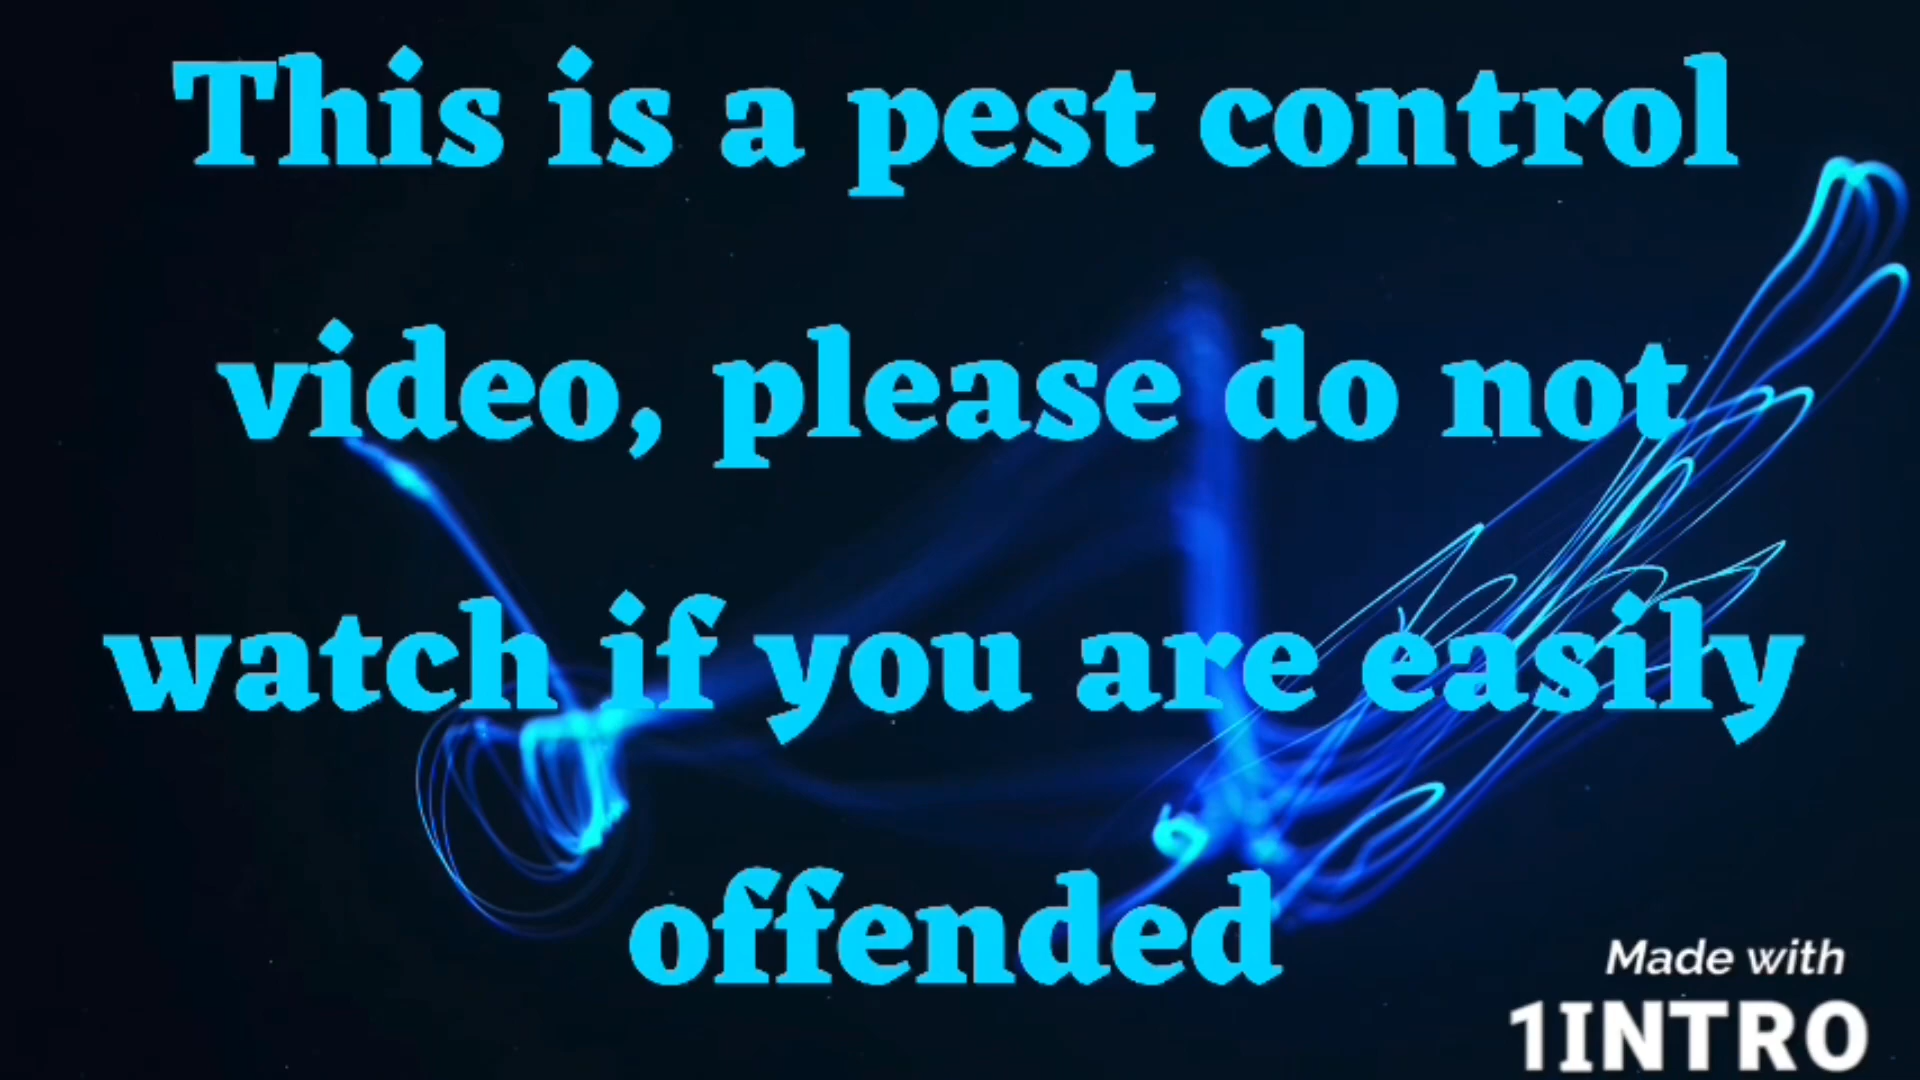 This is a pest control
video, please do not
watch if you are easily
offended
Made with
1INTRO